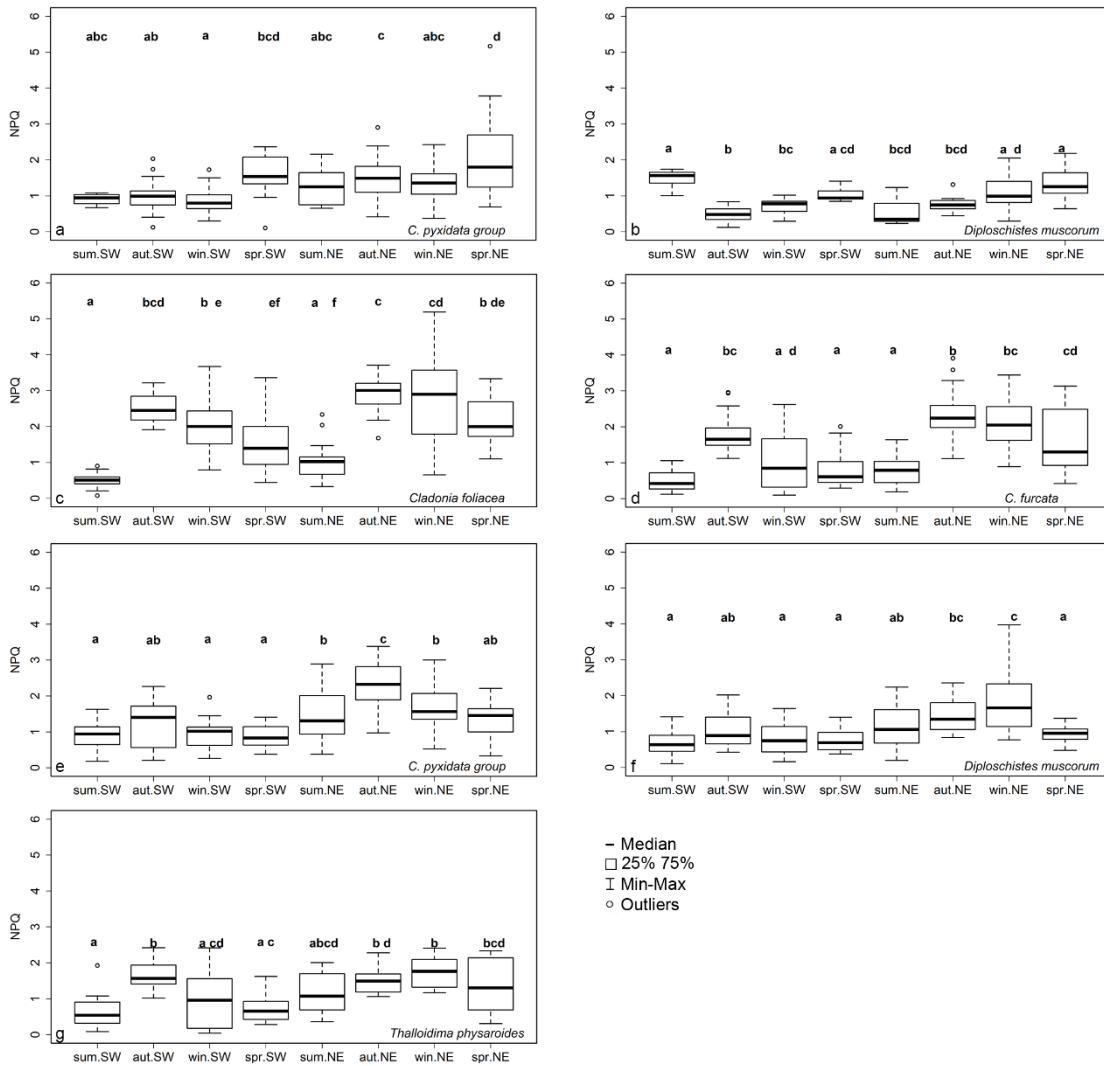 6
5
4
3
2
1
0
NPQ
abc ab a bcd abc c abc d
a
C. pyxidata group
sum.SW aut.SW win.SW spr.SW sum.NE aut.NE win.NE spr.NE
6
5
4
3
2
1
0
NPQ
a b bc a cd bcd bcd a d a
b
Diploschistes muscorum
sum.SW aut.SW win.SW spr.SW sum.NE aut.NE win.NE spr.NE
6
5
4
3
2
1
0
NPQ
a bcd b e ef a f c cd b de
c
Cladonia foliacea
sum.SW aut.SW win.SW spr.SW sum.NE aut.NE win.NE spr.NE
6
5
4
3
2
1
0
NPQ
a bc a d a a b bc cd
d
C. furcata
sum.SW aut.SW win.SW spr.SW sum.NE aut.NE win.NE spr.NE
6
5
4
3
2
1
0
NPQ
a ab a a b c b ab
e
C. pyxidata group
sum.SW aut.SW win.SW spr.SW sum.NE aut.NE win.NE spr.NE
6
5
4
3
2
1
0
NPQ
a ab a a ab bc c a
f
Diploschistes muscorum
sum.SW aut.SW win.SW spr.SW sum.NE aut.NE win.NE spr.NE
6
5
4
3
2
1
0
NPQ
a b a cd a c abcd b d b bcd
g
Thalloidima physaroides
sum.SW aut.SW win.SW spr.SW sum.NE aut.NE win.NE spr.NE
Median
25% 75%
Min-Max
Outliers